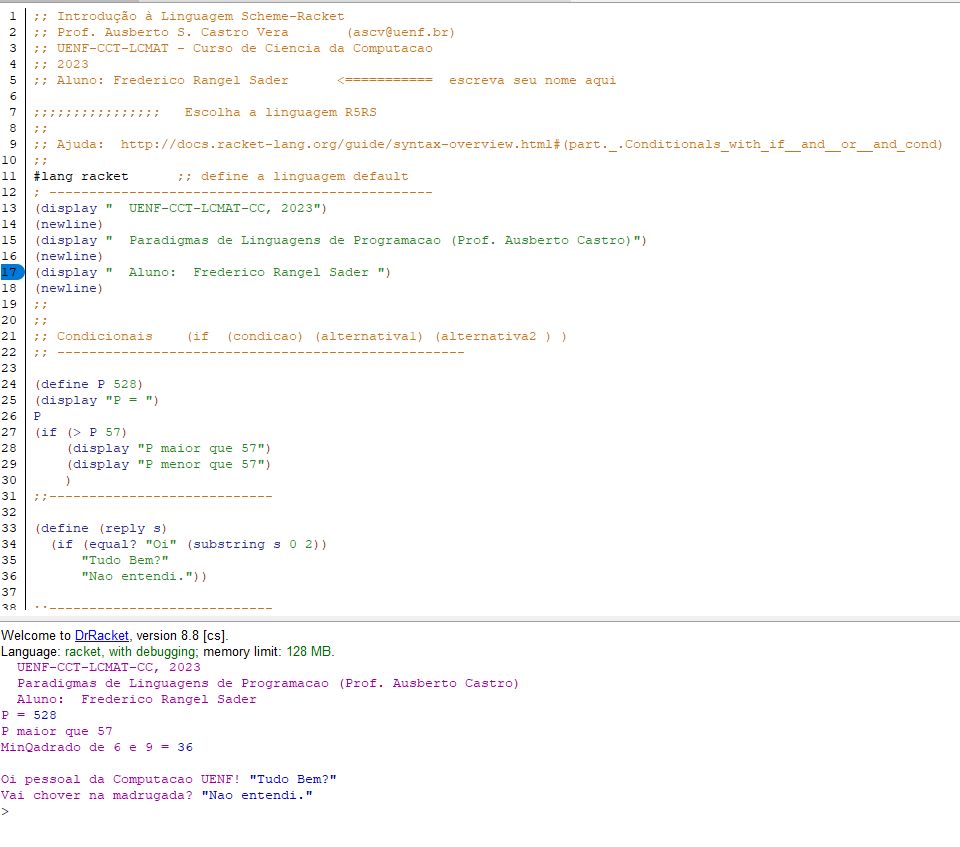 1 ;; Introdução à Linguagem Scheme-Racket
2 ;; Prof. Ausberto S. Castro Vera (ascv@uenf.br)
3 ;; UENF-CCT-LCMAT - Curso de Ciencia da Computacao
4 ;; 2023
5 ;; Aluno: Frederico Rangel Sader <=========== escreva seu nome aqui
6
7 ;;;;;;;;;;;;;;;; Escolha a linguagem R5RS
8 ;;
9 ;; Ajuda: http://docs.racket-lang.org/guide/syntax-overview.html#(part._.Conditionals_with_if__and__or__and_cond)
10 ;;
11 #lang racket ;; define a linguagem default
12 ; ------------------------------------------------
13 (display "  UENF-CCT-LCMAT-CC, 2023")
14 (newline)
15 (display "  Paradigmas de Linguagens de Programacao (Prof. Ausberto Castro)")
16 (newline)
17 (display "  Aluno:  Frederico Rangel Sader ")
18 (newline)
19 ;;
20 ;;
21 ;; Condicionais (if (condicao) (alternativa1) (alternativa2 ) )
22 ;; ---------------------------------------------------
23
24 (define P 528)
25 (display "P = ")
26 P
27 (if (> P 57)
28 (display "P maior que 57")
29 (display "P menor que 57")
30 )
31 ;;----------------------------
32
33 (define (reply s)
34 (if (equal? "Oi" (substring s 0 2))
35 "Tudo Bem?"
36 "Nao entendi."))
37
38 ;;----------------------------
Welcome to DrRacket, version 8.8 [cs].
Language: racket, with debugging; memory limit: 128 MB.
UENF-CCT-LCMAT-CC, 2023
Paradigmas de Linguagens de Programacao (Prof. Ausberto Castro)
Aluno:  Frederico Rangel Sader
P = 528
P maior que 57
MinQadrado de 6 e 9 = 36
Oi pessoal da Computacao UENF! "Tudo Bem?"
Vai chover na madrugada? "Nao entendi."
>